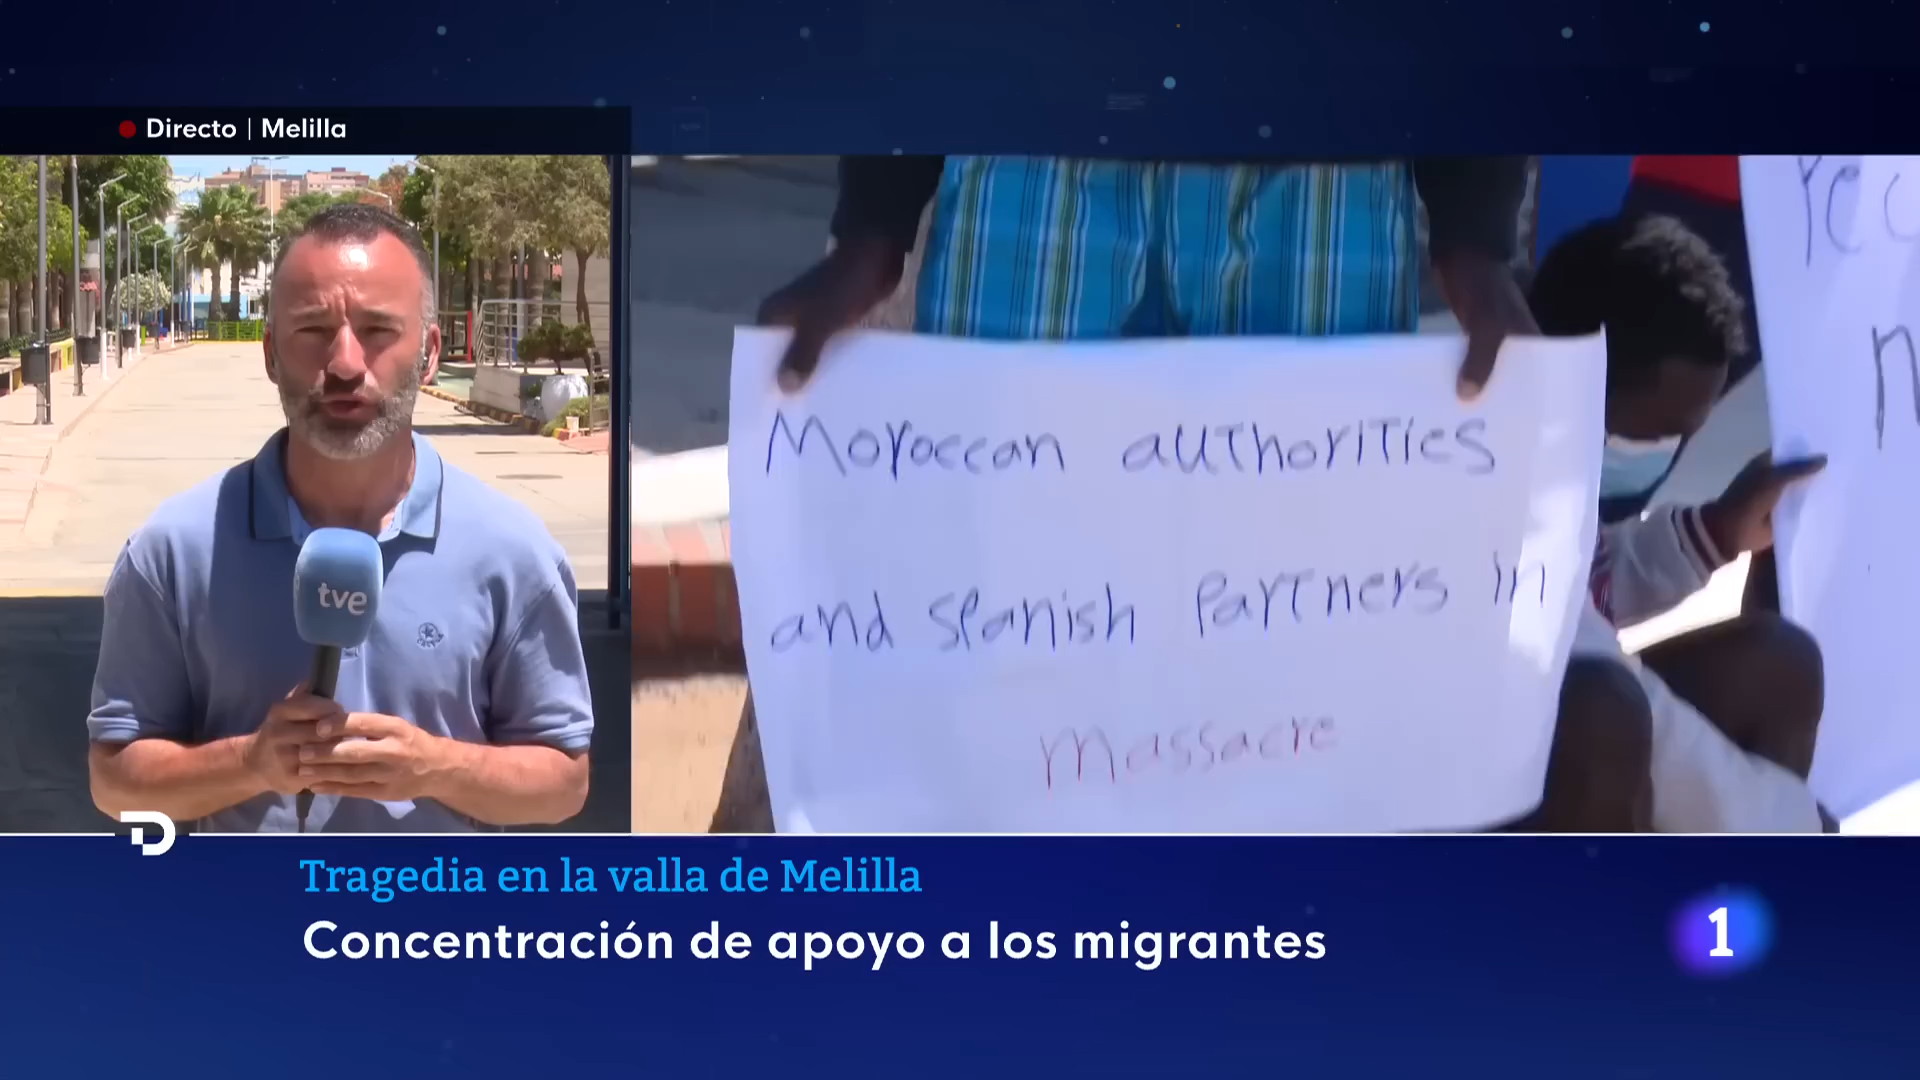 Directo | Melilla
tve
Moroccan authorities
and spanish partners in
massacre
Tragedia en la valla de Melilla
Concentración de apoyo a los migrantes
1